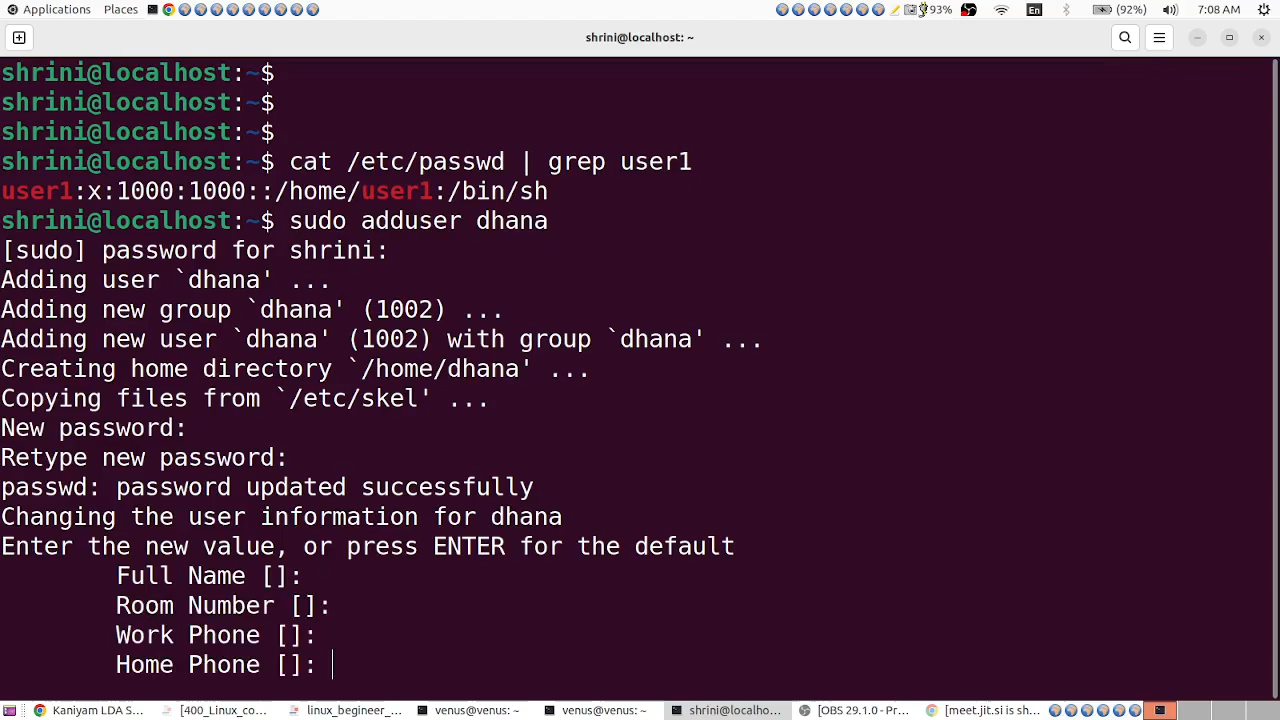 Applications Places 93% En (92%) 7:08 AM
shrini@localhost: ~
shrini@localhost:~$
shrini@localhost:~$
shrini@localhost:~$
shrini@localhost:~$ cat /etc/passwd | grep user1
user1:x:1000:1000::/home/user1:/bin/sh
shrini@localhost:~$ sudo adduser dhana
[sudo] password for shrini:
Adding user `dhana' ...
Adding new group `dhana' (1002) ...
Adding new user `dhana' (1002) with group `dhana' ...
Creating home directory `/home/dhana' ...
Copying files from `/etc/skel' ...
New password:
Retype new password:
passwd: password updated successfully
Changing the user information for dhana
Enter the new value, or press ENTER for the default
Full Name []:
Room Number []:
Work Phone []:
Home Phone []:
Kaniyam LDA S... [400_Linux_co... linux_begineer_... venus@venus: ~ venus@venus: ~ shrini@localho... [OBS 29.1.0 - Pr... [meet.jit.si is sh...